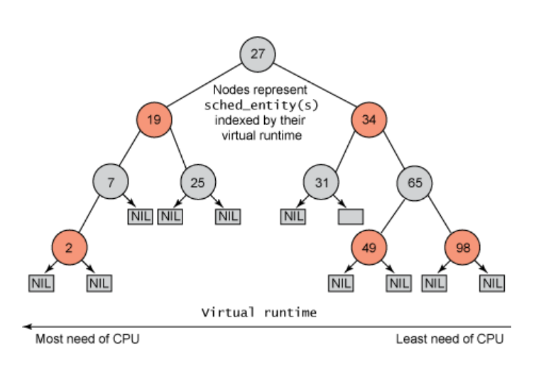 27
Nodes represent
sched_entity(s)
indexed by their
virtual runtime
19
34
7
25
31
65
NIL
NIL
NIL
NIL
2
49
98
NIL
NIL
NIL
NIL
NIL
NIL
Virtual runtime
Most need of CPU
Least need of CPU